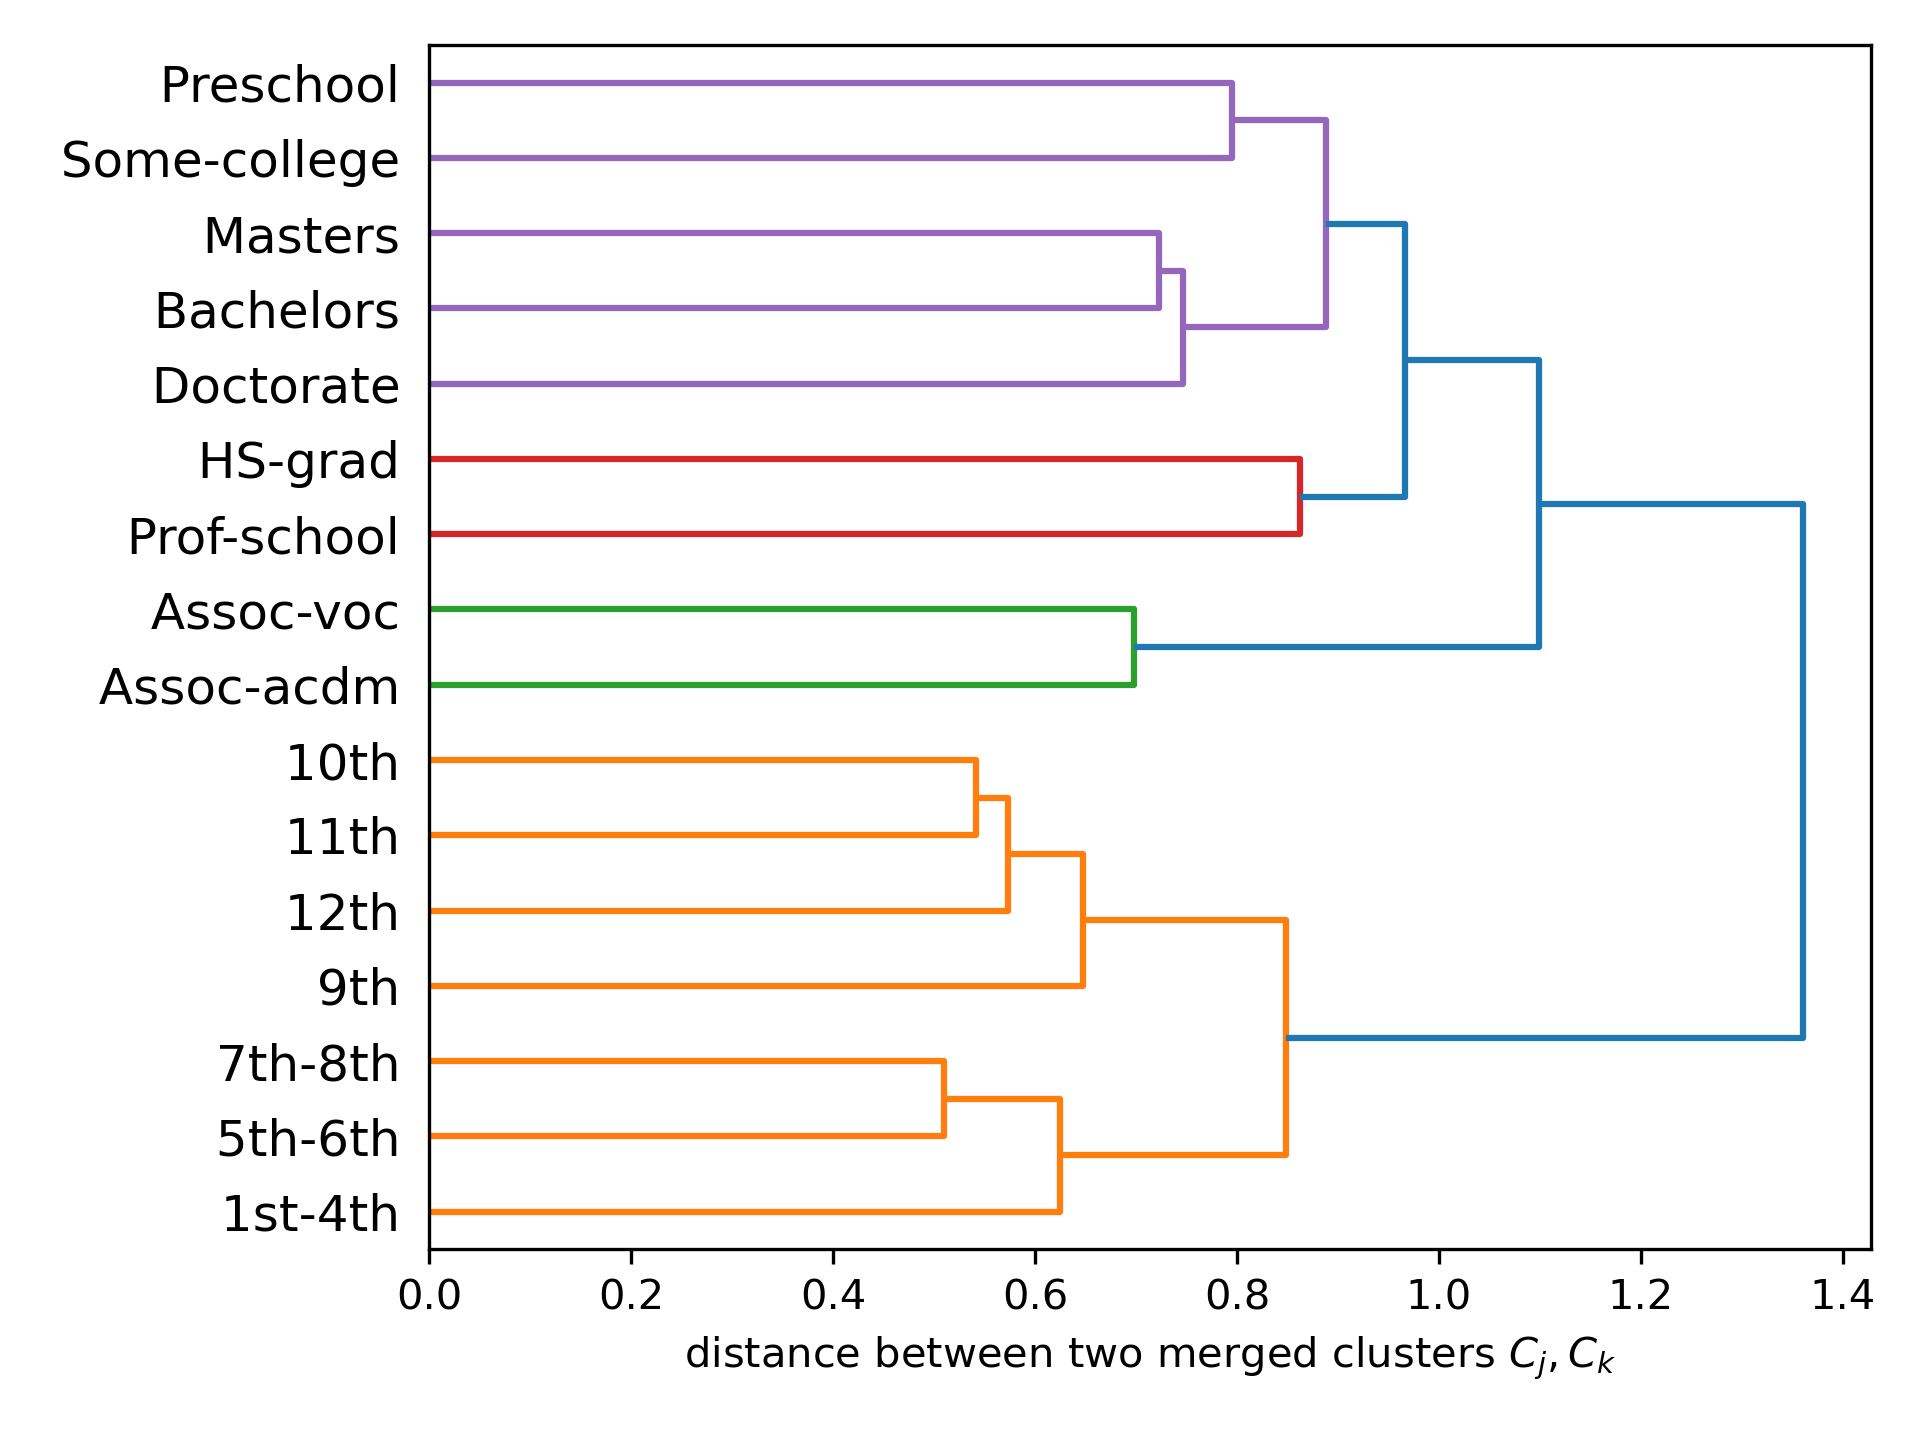 Preschool
Some-college
Masters
Bachelors
Doctorate
HS-grad
Prof-school
Assoc-voc
Assoc-acdm
10th
11th
12th
9th
7th-8th
5th-6th
1st-4th
0.0 0.2 0.4 0.6 0.8 1.0 1.2 1.4
distance between two merged clusters $C_j, C_k$